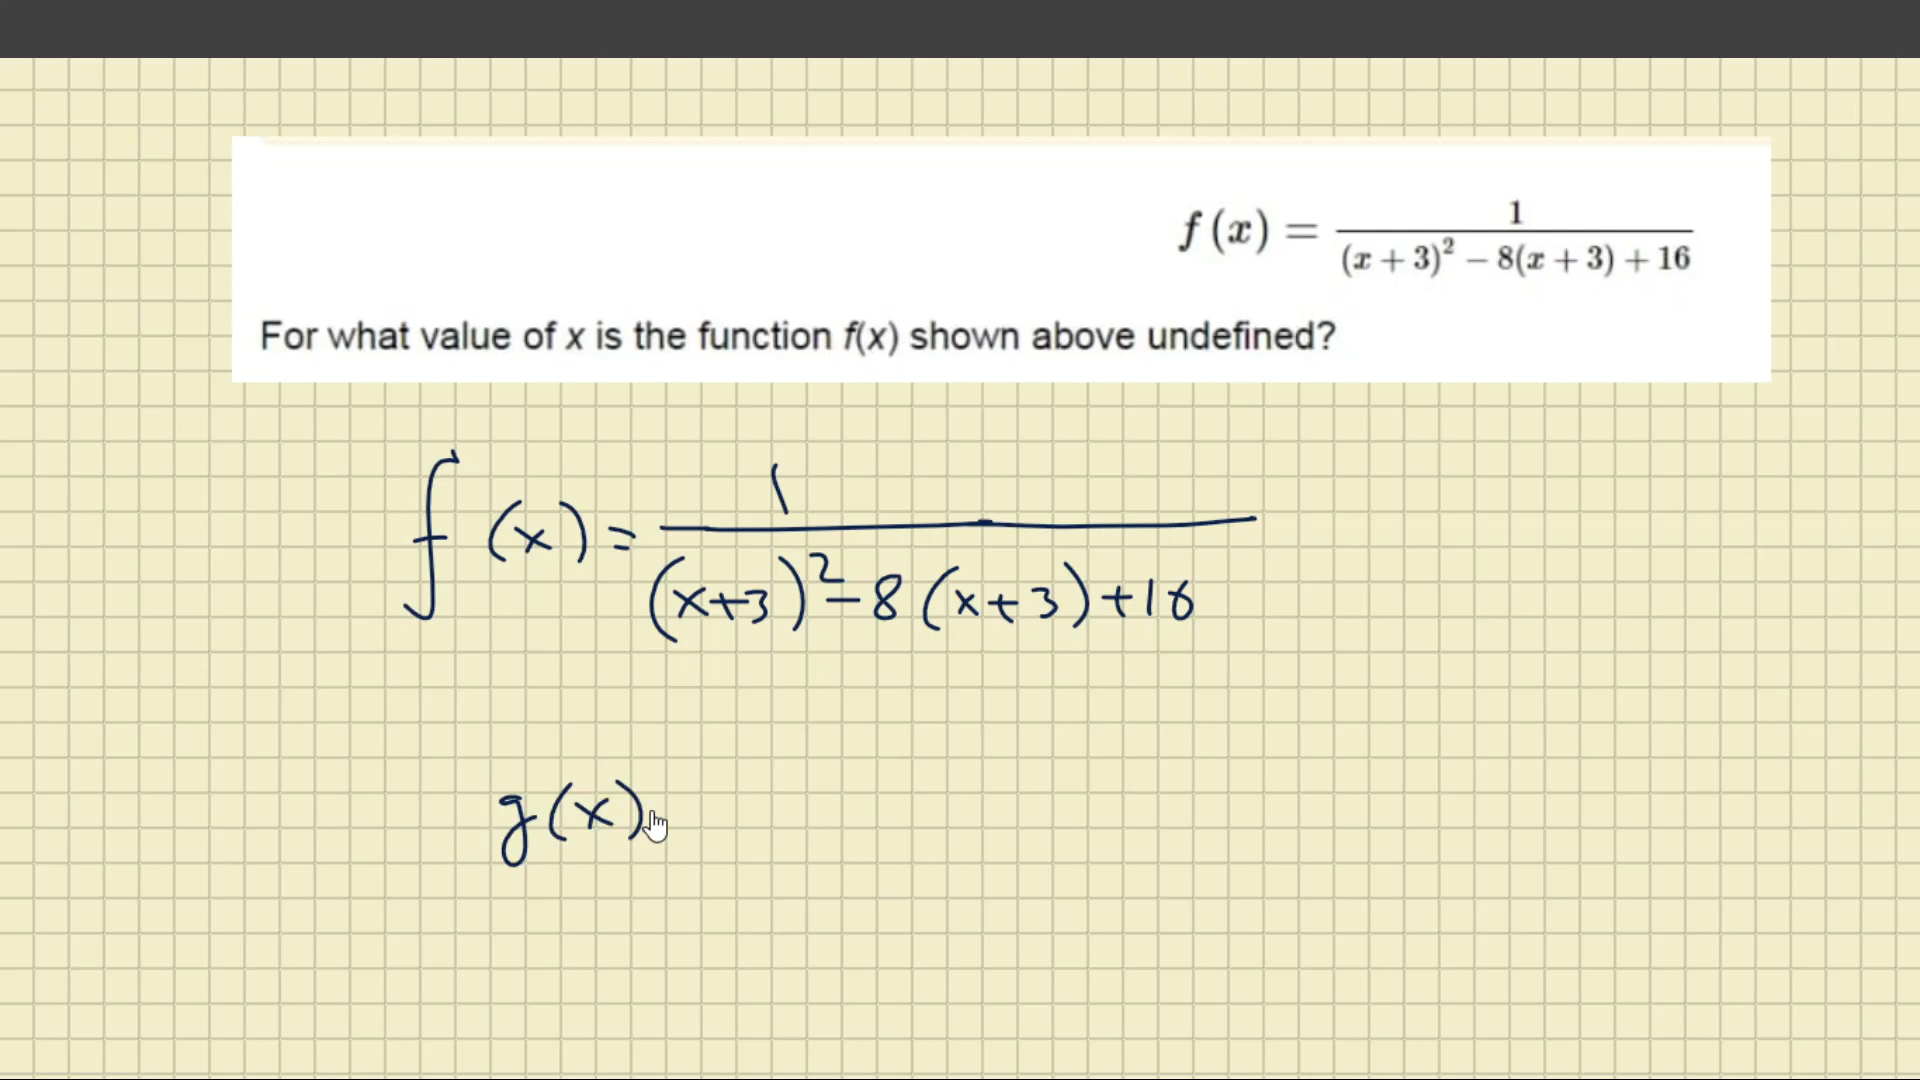 f(x) = 1/((x + 3)² − 8(x + 3) + 16)
For what value of x is the function f(x) shown above undefined?
f(x) = 1/((x+3)² − 8(x+3) + 16)
g(x)